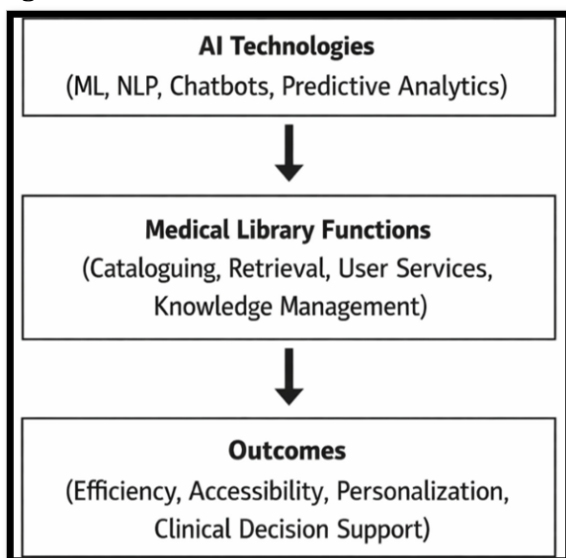 AI Technologies
(ML, NLP, Chatbots, Predictive Analytics)
Medical Library Functions
(Cataloguing, Retrieval, User Services,
Knowledge Management)
Outcomes
(Efficiency, Accessibility, Personalization,
Clinical Decision Support)